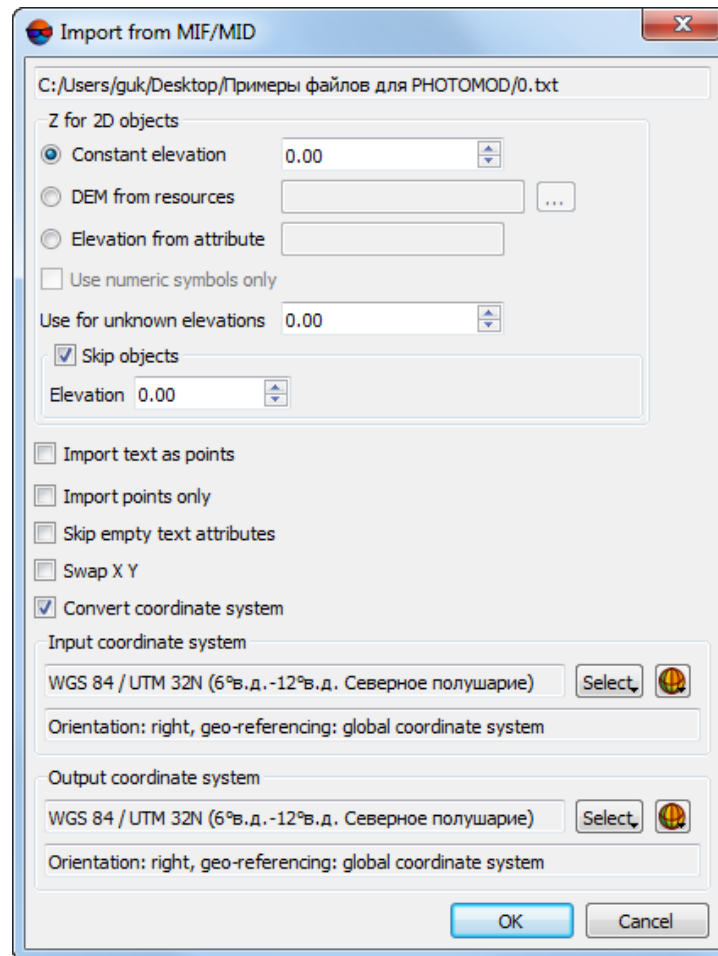 Import from MIF/MID
C:/Users/guk/Desktop/Примеры файлов для PHOTOMOD/0.txt
Z for 2D objects
Constant elevation 0.00
DEM from resources ...
Elevation from attribute
Use numeric symbols only
Use for unknown elevations 0.00
Skip objects
Elevation 0.00
Import text as points
Import points only
Skip empty text attributes
Swap X Y
Convert coordinate system
Input coordinate system
WGS 84 / UTM 32N (6°в.д.-12°в.д. Северное полушарие) Select
Orientation: right, geo-referencing: global coordinate system
Output coordinate system
WGS 84 / UTM 32N (6°в.д.-12°в.д. Северное полушарие) Select
Orientation: right, geo-referencing: global coordinate system
OK Cancel